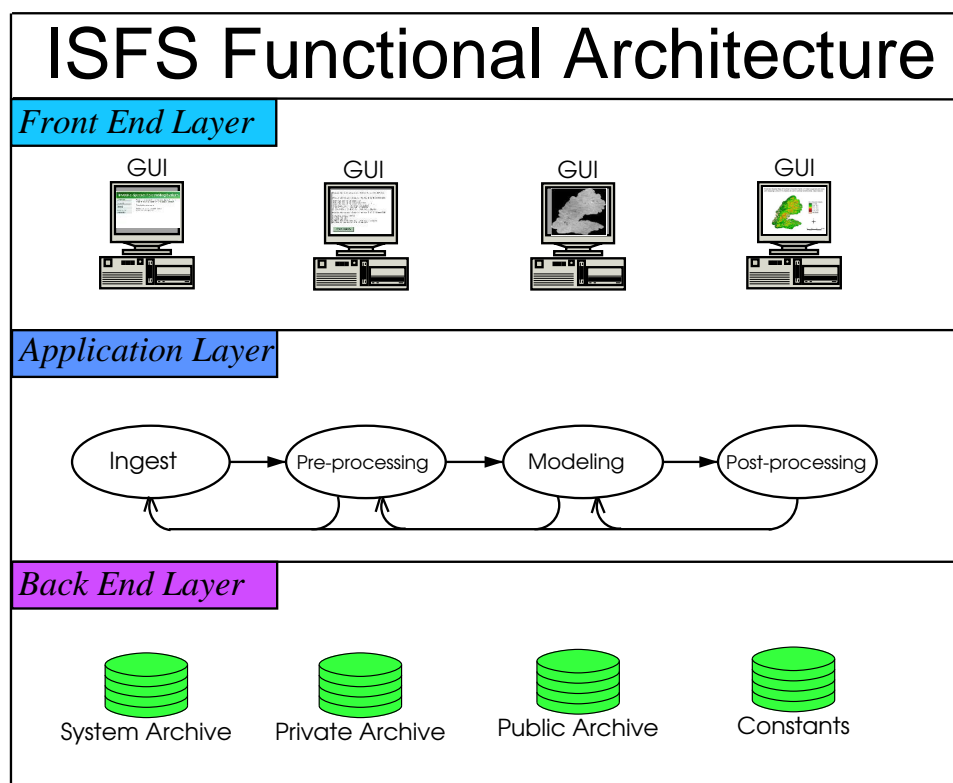 ISFS Functional Architecture
Front End Layer
GUI GUI GUI GUI
Application Layer
Ingest Pre-processing Modeling Post-processing
Back End Layer
System Archive Private Archive Public Archive Constants